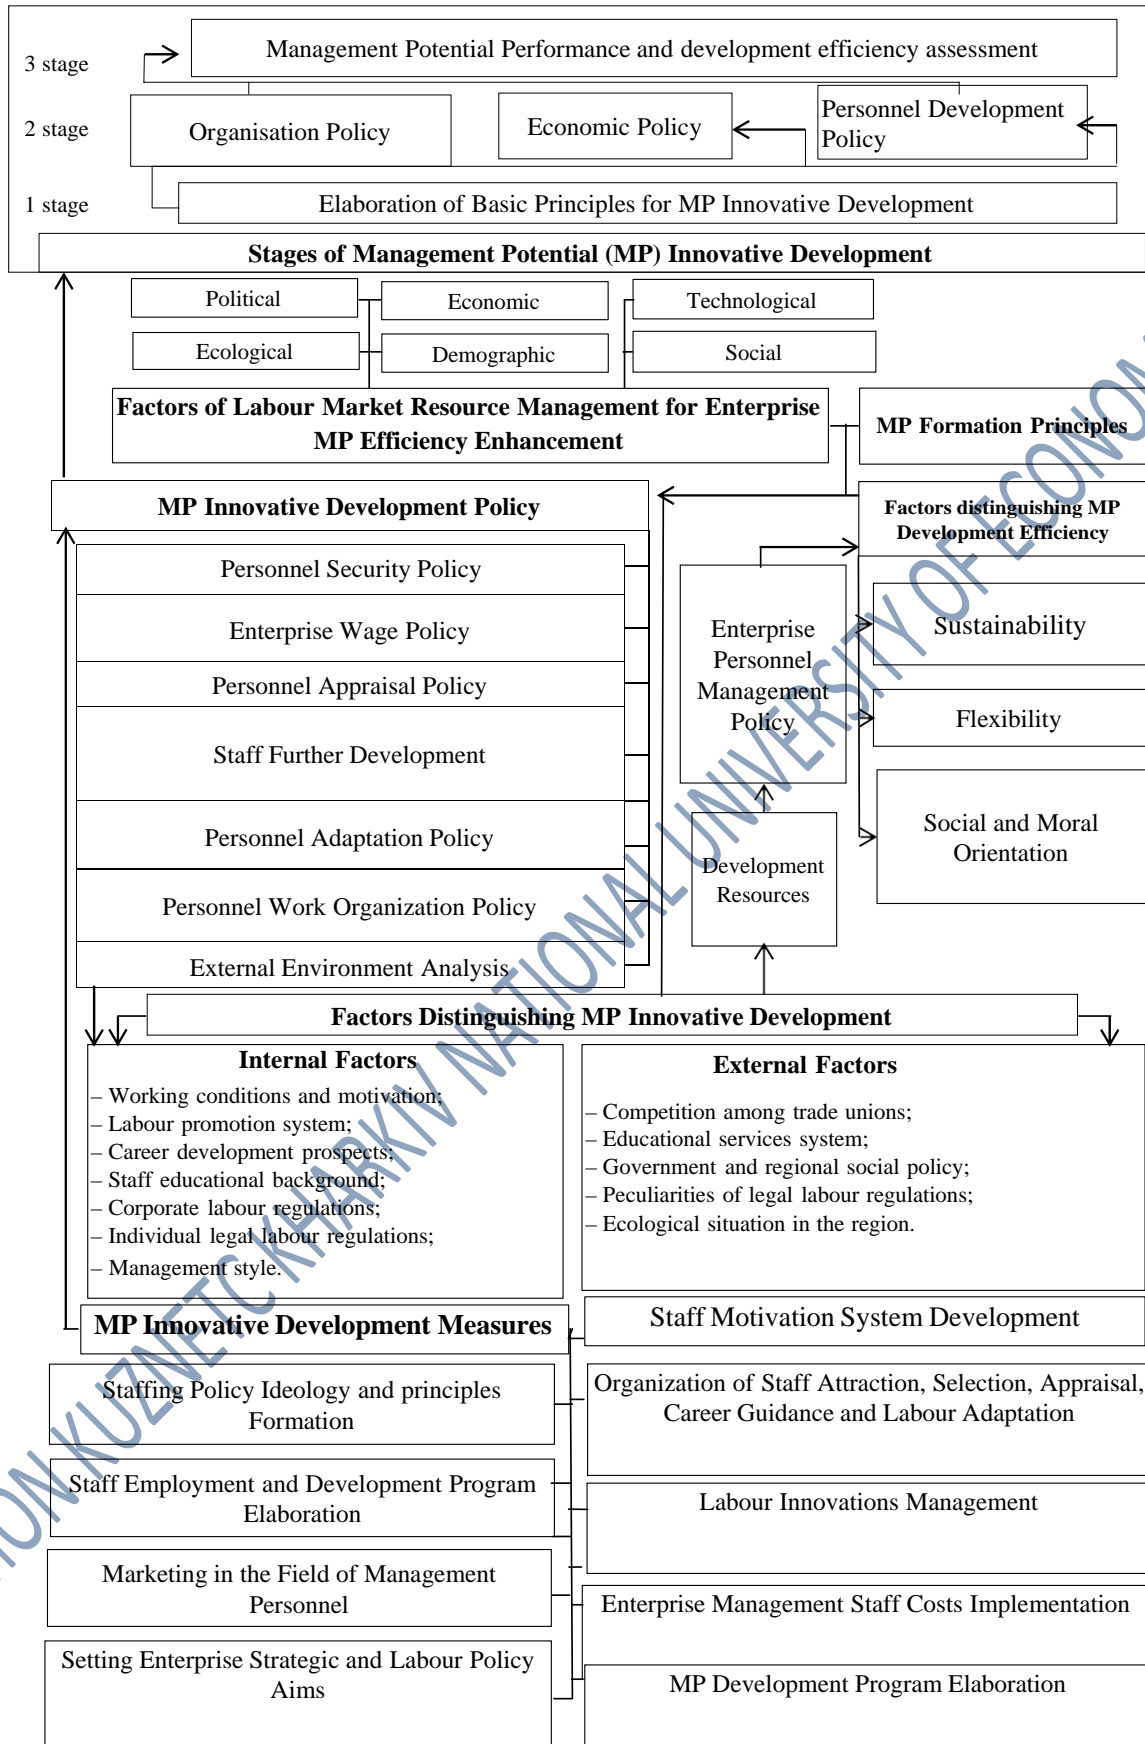 Management Potential Performance and development efficiency assessment
3 stage
2 stage
Organisation Policy
Economic Policy
Personnel Development
Policy
1 stage
Elaboration of Basic Principles for MP Innovative Development
Stages of Management Potential (MP) Innovative Development
Political
Economic
Technological
Ecological
Demographic
Social
Factors of Labour Market Resource Management for Enterprise
MP Efficiency Enhancement
MP Formation Principles
MP Innovative Development Policy
Personnel Security Policy
Enterprise Wage Policy
Personnel Appraisal Policy
Staff Further Development
Personnel Adaptation Policy
Personnel Work Organization Policy
External Environment Analysis
Enterprise
Personnel
Management
Policy
Development
Resources
Factors distinguishing MP
Development Efficiency
Sustainability
Flexibility
Social and Moral
Orientation
Factors Distinguishing MP Innovative Development
Internal Factors
– Working conditions and motivation;
– Labour promotion system;
– Career development prospects;
– Staff educational background;
– Corporate labour regulations;
– Individual legal labour regulations;
– Management style.
External Factors
– Competition among trade unions;
– Educational services system;
– Government and regional social policy;
– Peculiarities of legal labour regulations;
– Ecological situation in the region.
MP Innovative Development Measures
Staffing Policy Ideology and principles
Formation
Staff Employment and Development Program
Elaboration
Marketing in the Field of Management
Personnel
Setting Enterprise Strategic and Labour Policy
Aims
Staff Motivation System Development
Organization of Staff Attraction, Selection, Appraisal,
Career Guidance and Labour Adaptation
Labour Innovations Management
Enterprise Management Staff Costs Implementation
MP Development Program Elaboration
KUZNETC KHARKIV NATIONAL UNIVERSITY OF